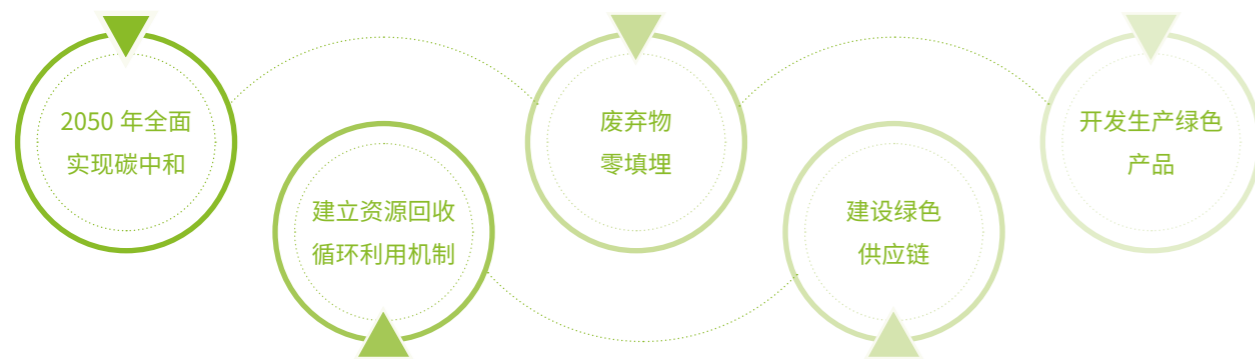 2050 年全面
实现碳中和
建立资源回收
循环利用机制
废弃物
零填埋
建设绿色
供应链
开发生产绿色
产品